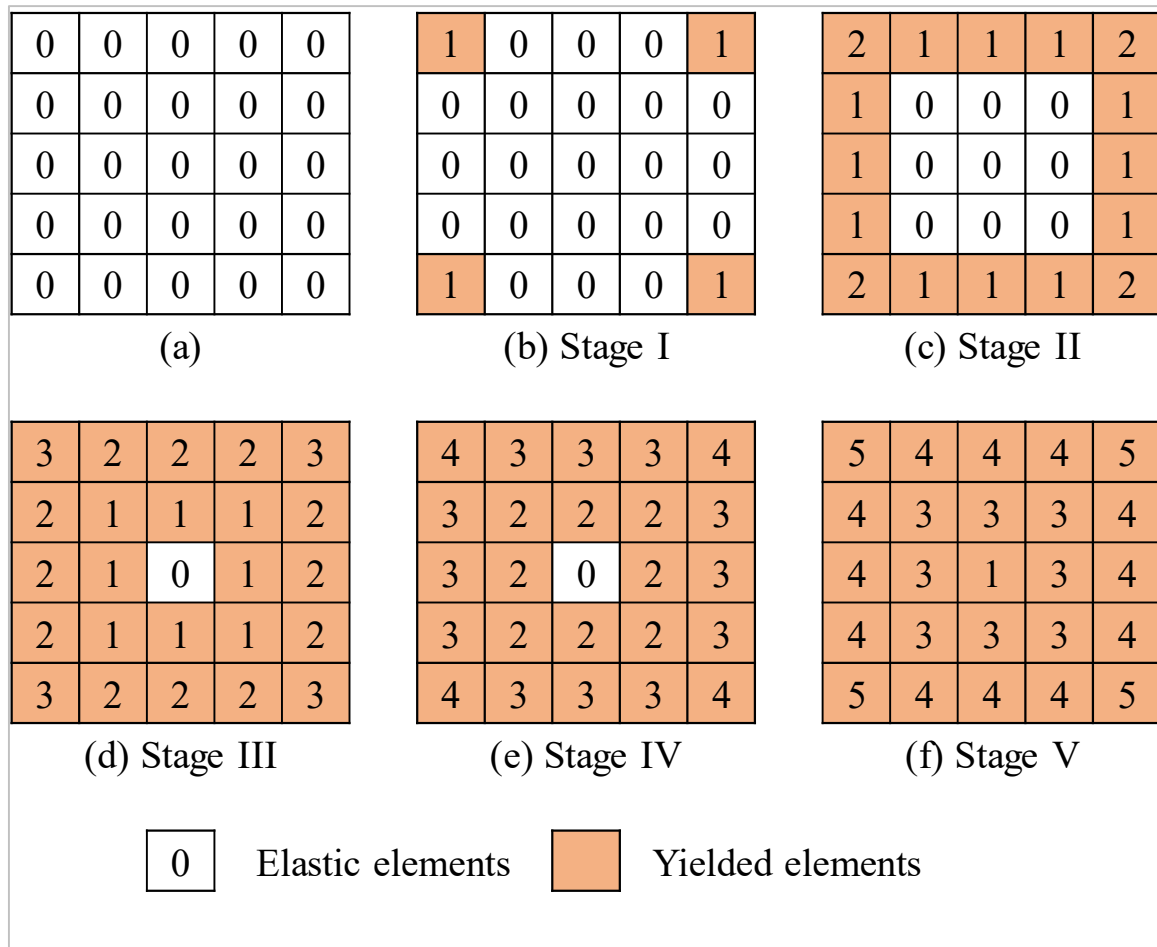 0 0 0 0 0 1 0 0 0 1 2 1 1 1 2
0 0 0 0 0 0 0 0 0 0 1 0 0 0 1
0 0 0 0 0 0 0 0 0 0 1 0 0 0 1
0 0 0 0 0 0 0 0 0 0 1 0 0 0 1
0 0 0 0 0 1 0 0 0 1 2 1 1 1 2
(a) (b) Stage I (c) Stage II
3 2 2 2 3 4 3 3 3 4 5 4 4 4 5
2 1 1 1 2 3 2 2 2 3 4 3 3 3 4
2 1 0 1 2 3 2 0 2 3 4 3 1 3 4
2 1 1 1 2 3 2 2 2 3 4 3 3 3 4
3 2 2 2 3 4 3 3 3 4 5 4 4 4 5
(d) Stage III (e) Stage IV (f) Stage V
0 Elastic elements Yielded elements